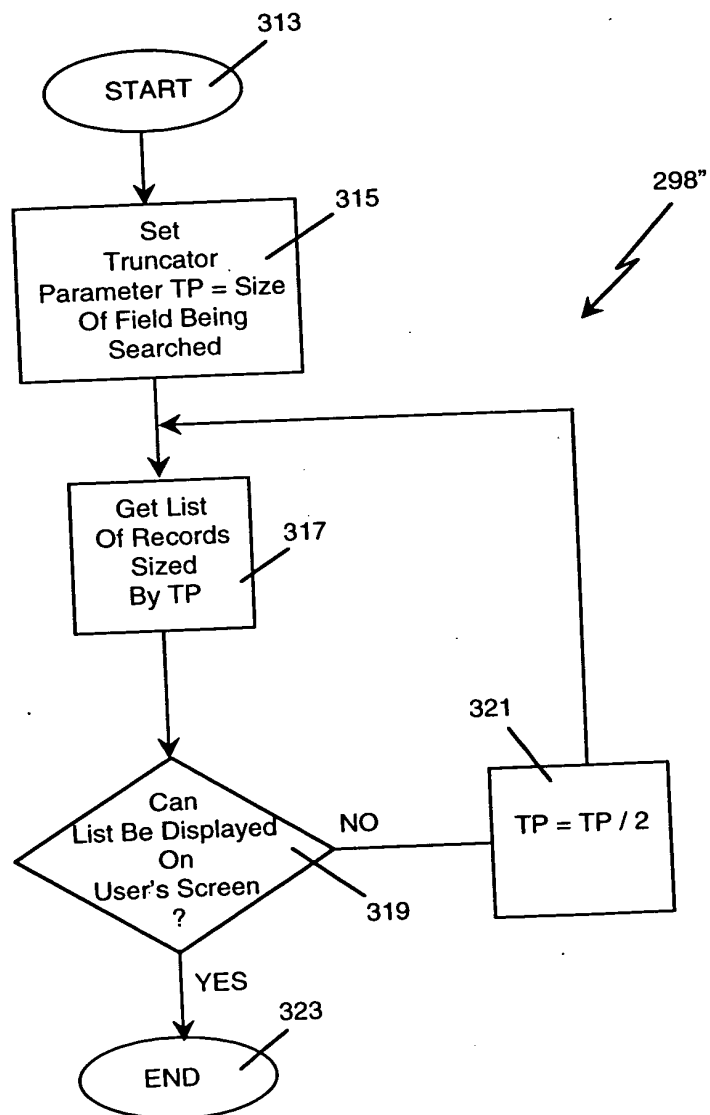 313
START
298"
315
Set
Truncator
Parameter TP = Size
Of Field Being
Searched
Get List
Of Records
Sized
By TP
317
321
TP = TP / 2
Can
List Be Displayed
On
User's Screen
?
NO
319
YES
323
END